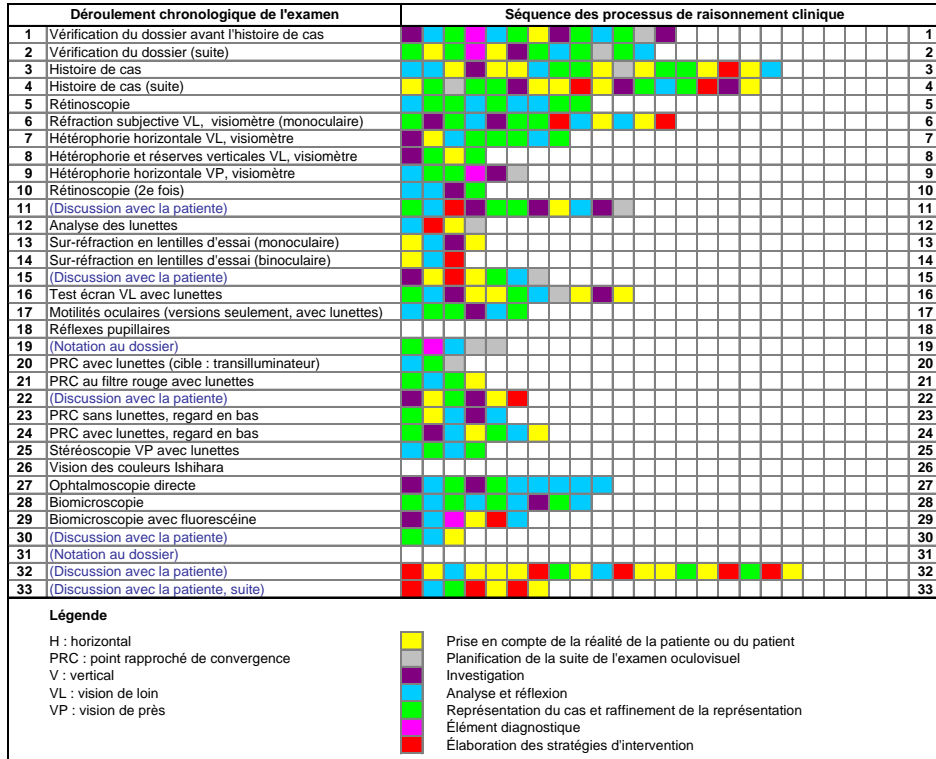 Déroulement chronologique de l'examen Séquence des processus de raisonnement clinique
1 Vérification du dossier avant l'histoire de cas 1
2 Vérification du dossier (suite) 2
3 Histoire de cas 3
4 Histoire de cas (suite) 4
5 Rétinoscopie 5
6 Réfraction subjective VL, visiomètre (monoculaire) 6
7 Hétérophorie horizontale VL, visiomètre 7
8 Hétérophorie et réserves verticales VL, visiomètre 8
9 Hétérophorie horizontale VP, visiomètre 9
10 Rétinoscopie (2e fois) 10
11 (Discussion avec la patiente) 11
12 Analyse des lunettes 12
13 Sur-réfraction en lentilles d'essai (monoculaire) 13
14 Sur-réfraction en lentilles d'essai (binoculaire) 14
15 (Discussion avec la patiente) 15
16 Test écran VL avec lunettes 16
17 Motilités oculaires (versions seulement, avec lunettes) 17
18 Réflexes pupillaires 18
19 (Notation au dossier) 19
20 PRC avec lunettes (cible : transilluminateur) 20
21 PRC au filtre rouge avec lunettes 21
22 (Discussion avec la patiente) 22
23 PRC sans lunettes, regard en bas 23
24 PRC avec lunettes, regard en bas 24
25 Stéréoscopie VP avec lunettes 25
26 Vision des couleurs Ishihara 26
27 Ophtalmoscopie directe 27
28 Biomicroscopie 28
29 Biomicroscopie avec fluorescéine 29
30 (Discussion avec la patiente) 30
31 (Notation au dossier) 31
32 (Discussion avec la patiente) 32
33 (Discussion avec la patiente, suite) 33
Légende
H : horizontal Prise en compte de la réalité de la patiente ou du patient
PRC : point rapproché de convergence Planification de la suite de l'examen oculovisuel
V : vertical Investigation
VL : vision de loin Analyse et réflexion
VP : vision de près Représentation du cas et raffinement de la représentation
Élément diagnostique
Élaboration des stratégies d'intervention